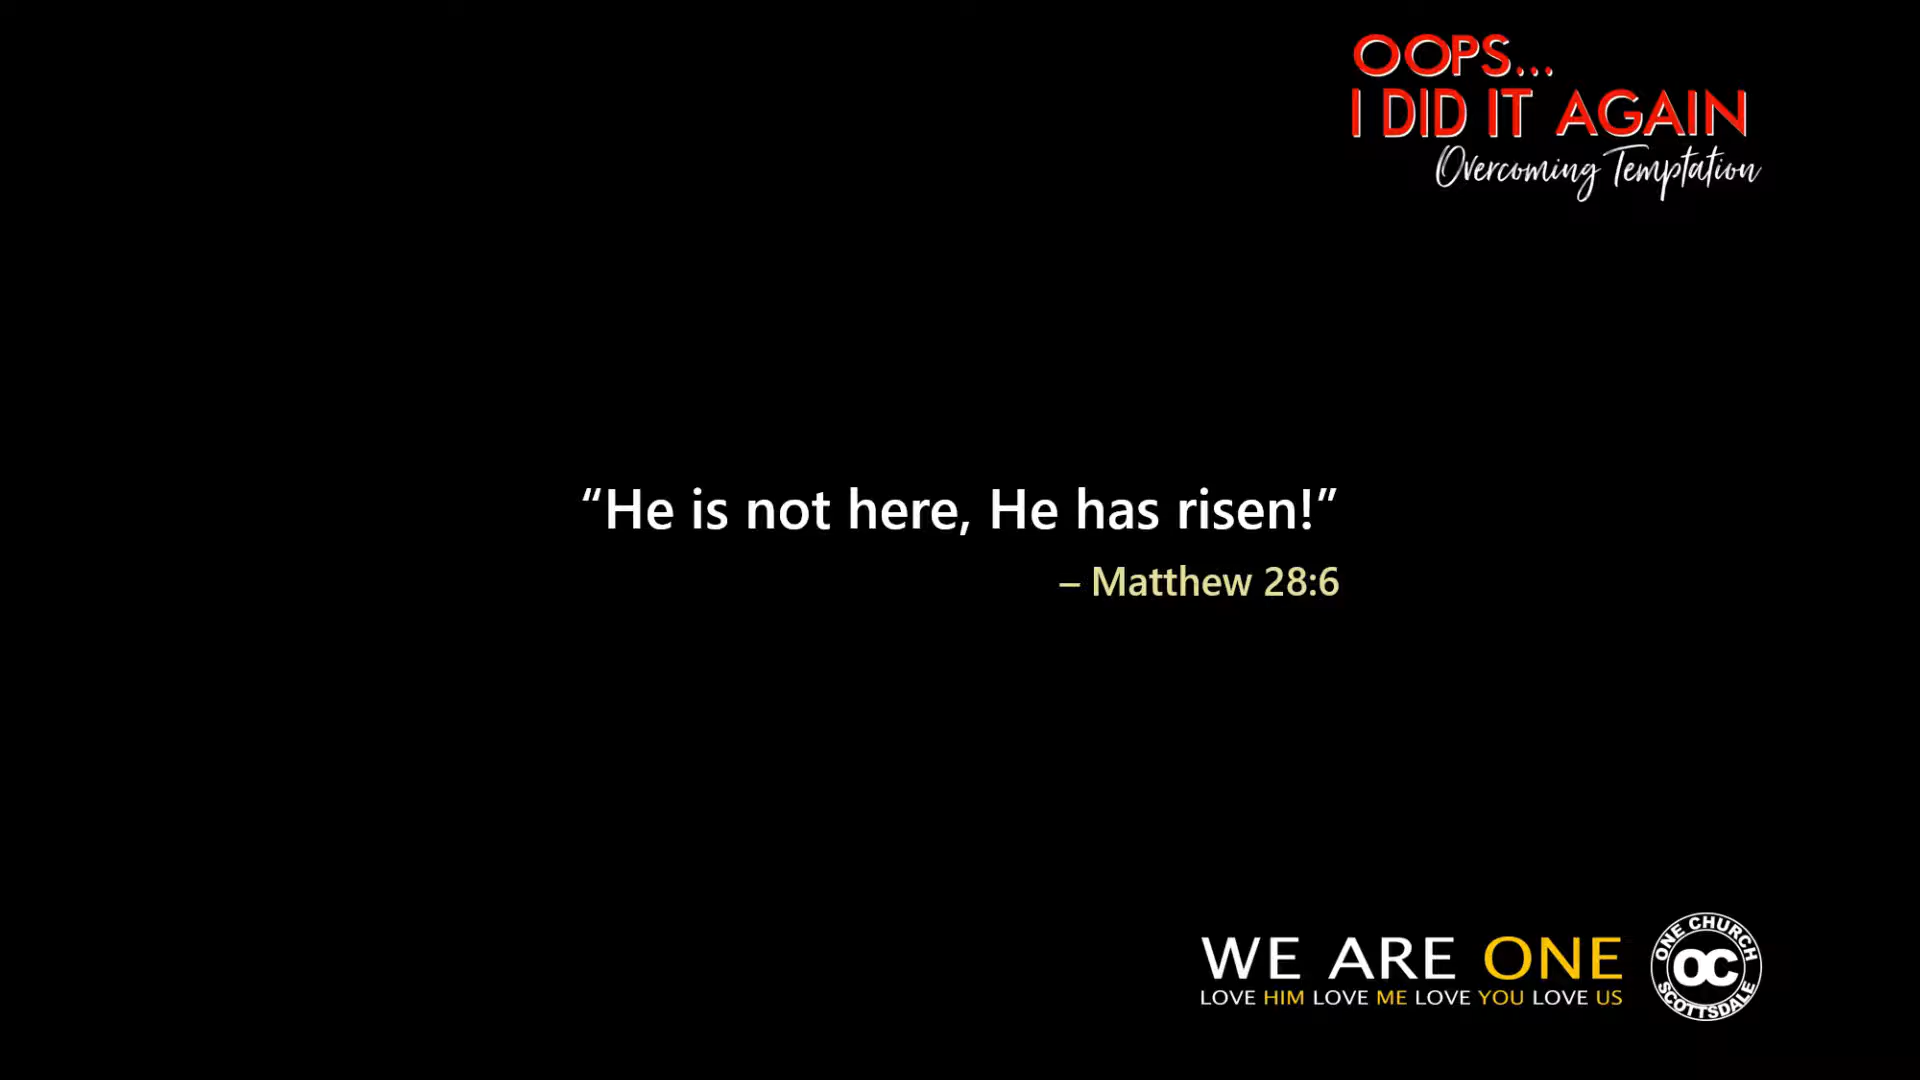 OOPS...
I DID IT AGAIN
Overcoming Temptation
“He is not here, He has risen!”
– Matthew 28:6
WE ARE ONE
LOVE HIM LOVE ME LOVE YOU LOVE US
ONE CHURCH
OC
SCOTTSDALE